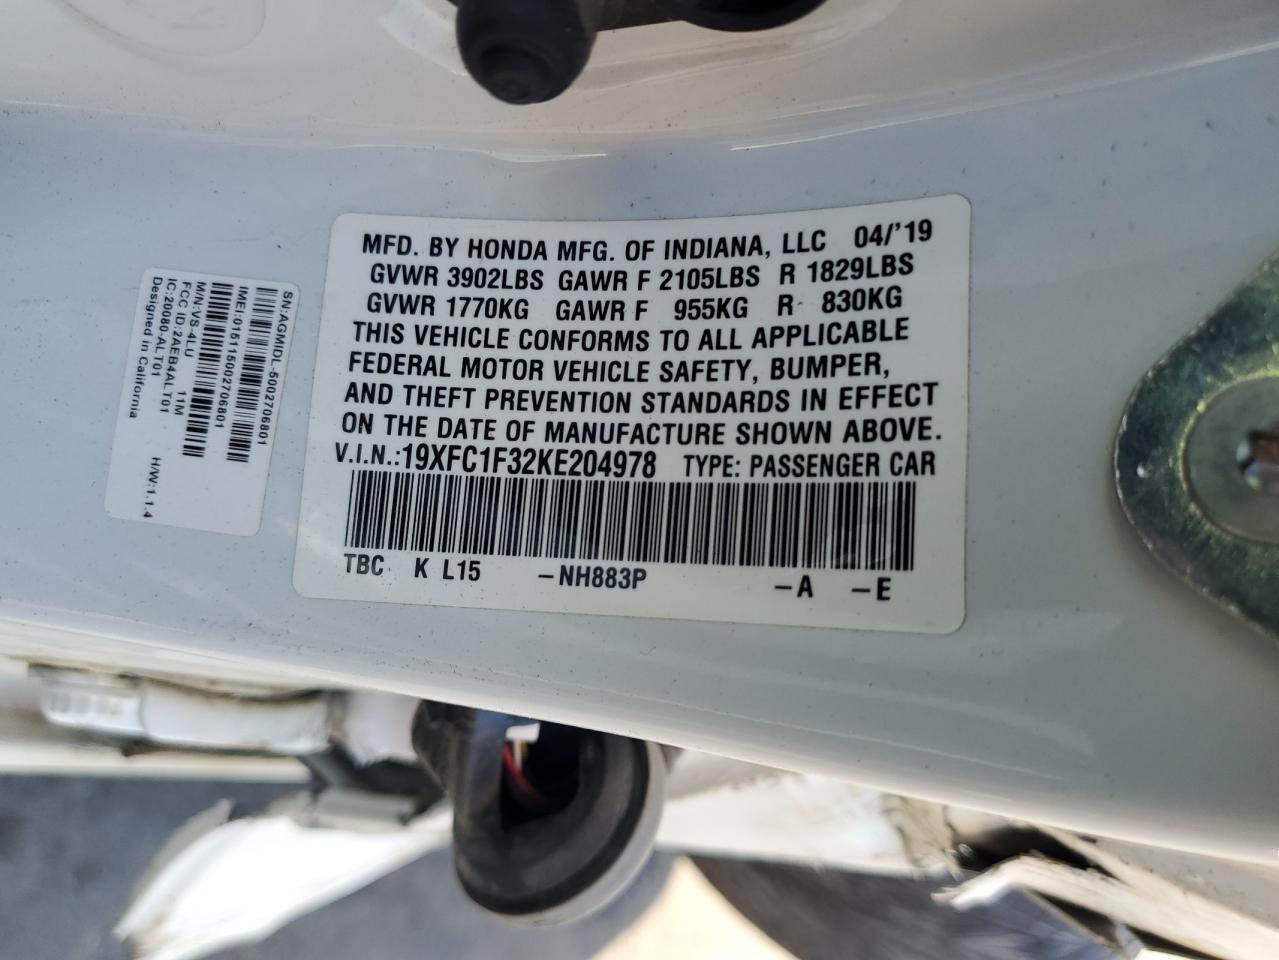 MFD. BY HONDA MFG. OF INDIANA, LLC 04/'19
GVWR 3902LBS GAWR F 2105LBS R 1829LBS
GVWR 1770KG GAWR F 955KG R 830KG
THIS VEHICLE CONFORMS TO ALL APPLICABLE
FEDERAL MOTOR VEHICLE SAFETY, BUMPER,
AND THEFT PREVENTION STANDARDS IN EFFECT
ON THE DATE OF MANUFACTURE SHOWN ABOVE.
V.I.N.:19XFC1F32KE204978 TYPE: PASSENGER CAR
TBC K L15 -NH883P -A -E
SN:AGMIDL-5002706801
IMEI:015115002706801
M/N:VS-4LU 11M
FCC ID:2AEB4ALT01
IC:20080-ALT01
Designed in California H/W:1.1.4